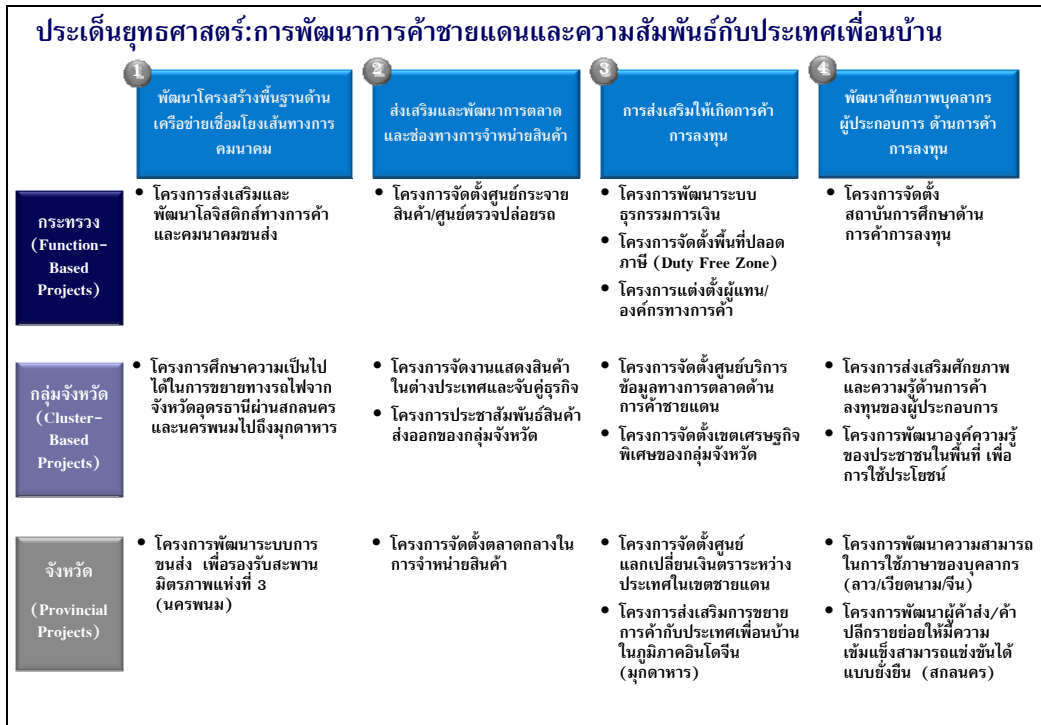 ประเด็นยุทธศาสตร์:การพัฒนาการค้าชายแดนและความสัมพันธ์กับประเทศเพื่อนบ้าน
1
พัฒนาโครงสร้างพื้นฐานด้าน
เครือข่ายเชื่อมโยงเส้นทางการ
คมนาคม
2
ส่งเสริมและพัฒนาการตลาด
และช่องทางการจำหน่ายสินค้า
3
การส่งเสริมให้เกิดการค้า
การลงทุน
4
พัฒนาศักยภาพบุคลากร
ผู้ประกอบการ ด้านการค้า
การลงทุน
กระทรวง
(Function-
Based
Projects)
• โครงการส่งเสริมและ
พัฒนาโลจิสติกส์ทางการค้า
และคมนาคมขนส่ง
• โครงการจัดตั้งศูนย์กระจาย
สินค้า/ศูนย์ตรวจปล่อยรถ
• โครงการพัฒนาระบบ
ธุรกรรมการเงิน
• โครงการจัดตั้งพื้นที่ปลอด
ภาษี (Duty Free Zone)
• โครงการแต่งตั้งผู้แทน/
องค์กรทางการค้า
• โครงการจัดตั้ง
สถาบันการศึกษาด้าน
การค้าการลงทุน
กลุ่มจังหวัด
(Cluster-
Based
Projects)
• โครงการศึกษาความเป็นไป
ได้ในการขยายทางรถไฟจาก
จังหวัดอุดรธานีผ่านสกลนคร
และนครพนมไปถึงมุกดาหาร
• โครงการจัดงานแสดงสินค้า
ในต่างประเทศและจับคู่ธุรกิจ
• โครงการประชาสัมพันธ์สินค้า
ส่งออกของกลุ่มจังหวัด
• โครงการจัดตั้งศูนย์บริการ
ข้อมูลทางการตลาดด้าน
การค้าชายแดน
• โครงการจัดตั้งเขตเศรษฐกิจ
พิเศษของกลุ่มจังหวัด
• โครงการส่งเสริมศักยภาพ
และความรู้ด้านการค้า
ลงทุนของผู้ประกอบการ
• โครงการพัฒนาองค์ความรู้
ของประชาชนในพื้นที่ เพื่อ
การใช้ประโยชน์
จังหวัด
(Provincial
Projects)
• โครงการพัฒนาระบบการ
ขนส่ง เพื่อรองรับสะพาน
มิตรภาพแห่งที่ 3
(นครพนม)
• โครงการจัดตั้งตลาดกลางใน
การจำหน่ายสินค้า
• โครงการจัดตั้งศูนย์
แลกเปลี่ยนเงินตราระหว่าง
ประเทศในเขตชายแดน
• โครงการส่งเสริมการขยาย
การค้ากับประเทศเพื่อนบ้าน
ในภูมิภาคอินโดจีน
(มุกดาหาร)
• โครงการพัฒนาความสามารถ
ในการใช้ภาษาของบุคลากร
(ลาว/เวียดนาม/จีน)
• โครงการพัฒนาผู้ค้าส่ง/ค้า
ปลีกรายย่อยให้มีความ
เข้มแข็งสามารถแข่งขันได้
แบบยั่งยืน (สกลนคร)